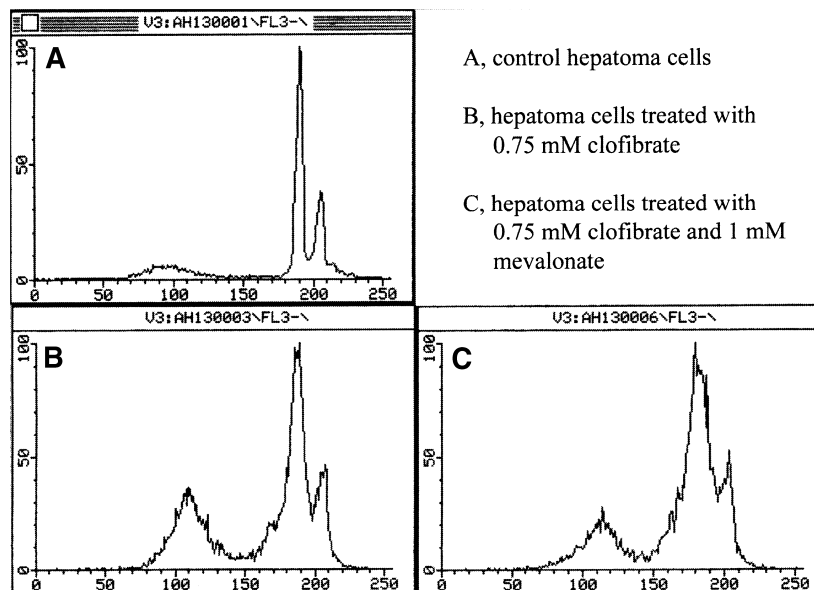 V3:AH130001\FL3-\
A
100
50
0
0 50 100 150 200 250
A, control hepatoma cells
B, hepatoma cells treated with
0.75 mM clofibrate
C, hepatoma cells treated with
0.75 mM clofibrate and 1 mM
mevalonate
V3:AH130003\FL3-\
B
100
50
0
0 50 100 150 200 250
V3:AH130006\FL3-\
C
100
50
0
0 50 100 150 200 250